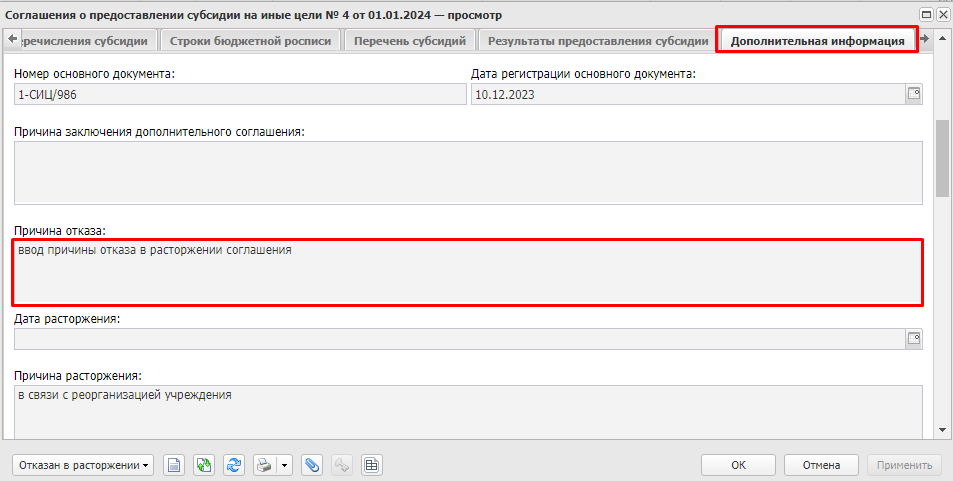 Соглашения о предоставлении субсидии на иные цели № 4 от 01.01.2024 — просмотр
еречисления субсидии Строки бюджетной росписи Перечень субсидий Результаты предоставления субсидии Дополнительная информация
Номер основного документа: Дата регистрации основного документа:
1-СИЦ/986 10.12.2023
Причина заключения дополнительного соглашения:
Причина отказа:
ввод причины отказа в расторжении соглашения
Дата расторжения:
Причина расторжения:
в связи с реорганизацией учреждения
Отказан в расторжении ОК Отмена Применить